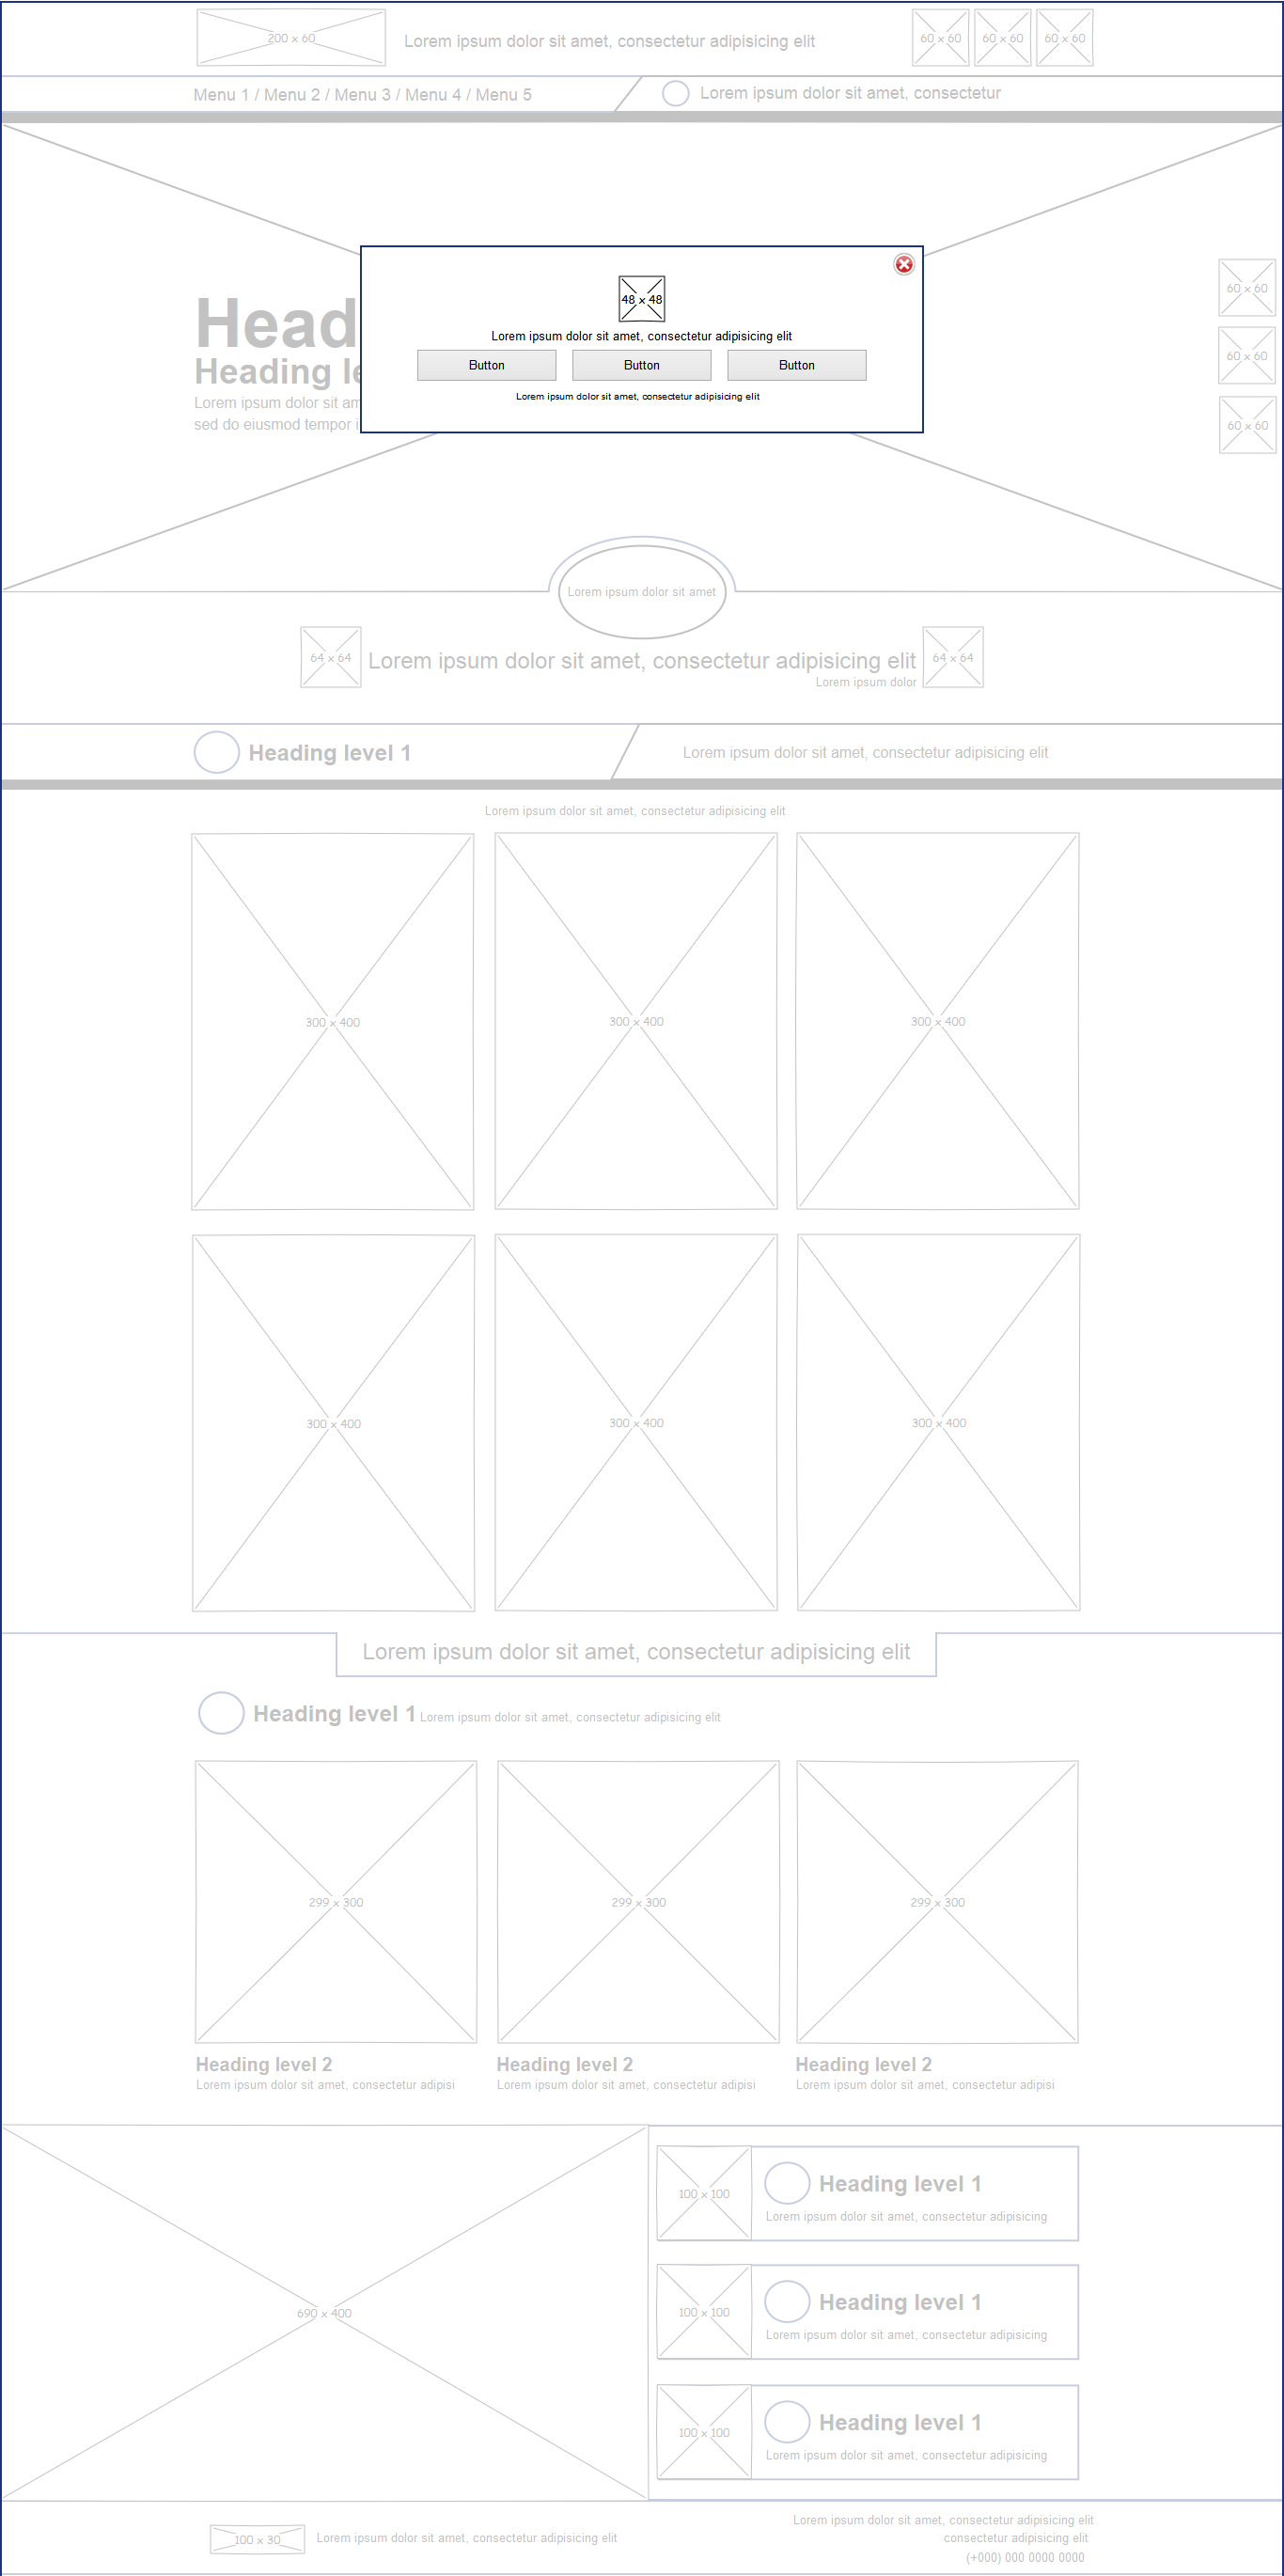 200 x 60
Lorem ipsum dolor sit amet, consectetur adipisicing elit
60 x 60
60 x 60
60 x 60
Menu 1 / Menu 2 / Menu 3 / Menu 4 / Menu 5
Lorem ipsum dolor sit amet, consectetur
48 x 48
Lorem ipsum dolor sit amet, consectetur adipisicing elit
Button
Button
Button
Lorem ipsum dolor sit amet, consectetur adipisicing elit
Head
Heading le
Lorem ipsum dolor sit am
sed do eiusmod tempor i
60 x 60
60 x 60
60 x 60
Lorem ipsum dolor sit amet
64 x 64
Lorem ipsum dolor sit amet, consectetur adipisicing elit
64 x 64
Lorem ipsum dolor
Heading level 1
Lorem ipsum dolor sit amet, consectetur adipisicing elit
Lorem ipsum dolor sit amet, consectetur adipisicing elit
300 x 400
300 x 400
300 x 400
300 x 400
300 x 400
300 x 400
Lorem ipsum dolor sit amet, consectetur adipisicing elit
Heading level 1 Lorem ipsum dolor sit amet, consectetur adipisicing elit
299 x 300
299 x 300
299 x 300
Heading level 2
Lorem ipsum dolor sit amet, consectetur adipisi
Heading level 2
Lorem ipsum dolor sit amet, consectetur adipisi
Heading level 2
Lorem ipsum dolor sit amet, consectetur adipisi
690 x 400
100 x 100
Heading level 1
Lorem ipsum dolor sit amet, consectetur adipisicing
100 x 100
Heading level 1
Lorem ipsum dolor sit amet, consectetur adipisicing
100 x 100
Heading level 1
Lorem ipsum dolor sit amet, consectetur adipisicing
100 x 30
Lorem ipsum dolor sit amet, consectetur adipisicing elit
Lorem ipsum dolor sit amet, consectetur adipisicing elit
consectetur adipisicing elit
(+000) 000 0000 0000